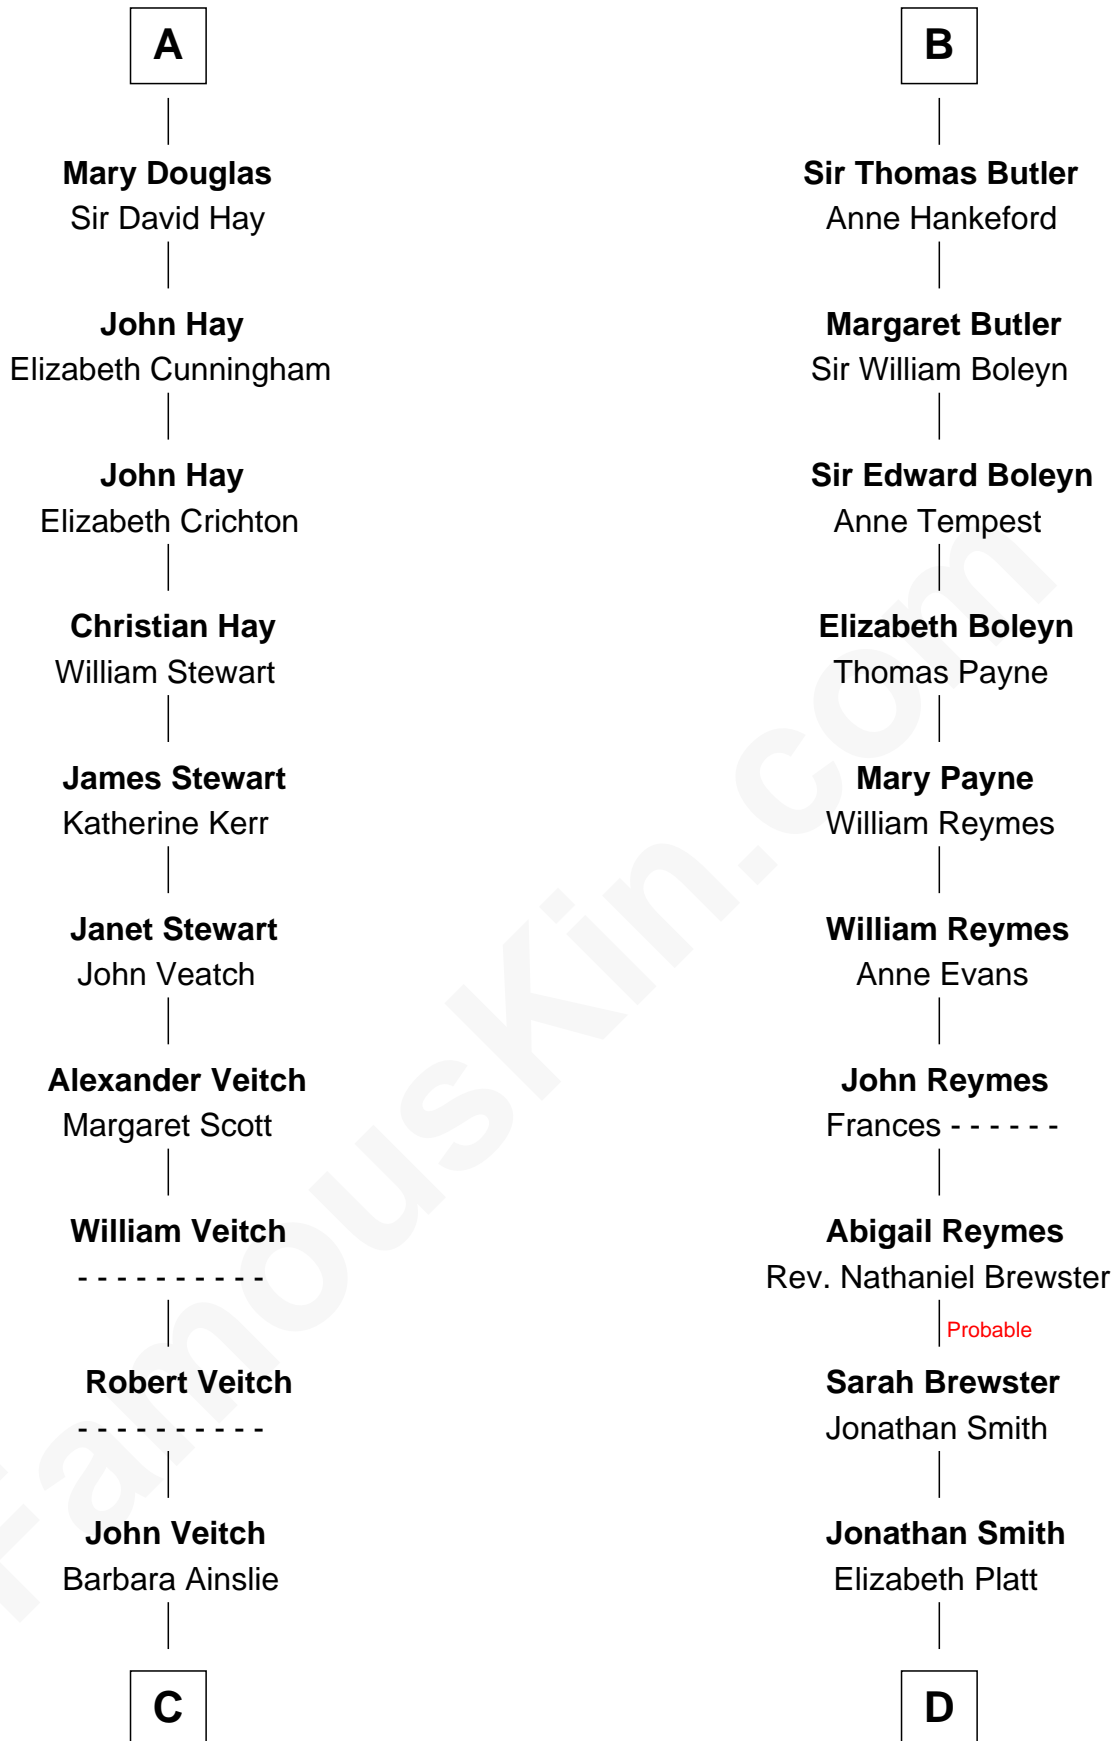 A
Mary Douglas
Sir David Hay
John Hay
Elizabeth Cunningham
John Hay
Elizabeth Crichton
Christian Hay
William Stewart
James Stewart
Katherine Kerr
Janet Stewart
John Veatch
Alexander Veitch
Margaret Scott
William Veitch
- - - - - - - - - -
Robert Veitch
- - - - - - - - - -
John Veitch
Barbara Ainslie
C
B
Sir Thomas Butler
Anne Hankeford
Margaret Butler
Sir William Boleyn
Sir Edward Boleyn
Anne Tempest
Elizabeth Boleyn
Thomas Payne
Mary Payne
William Reymes
William Reymes
Anne Evans
John Reymes
Frances - - - - - -
Abigail Reymes
Rev. Nathaniel Brewster
Probable
Sarah Brewster
Jonathan Smith
Jonathan Smith
Elizabeth Platt
D
FamousKin.com